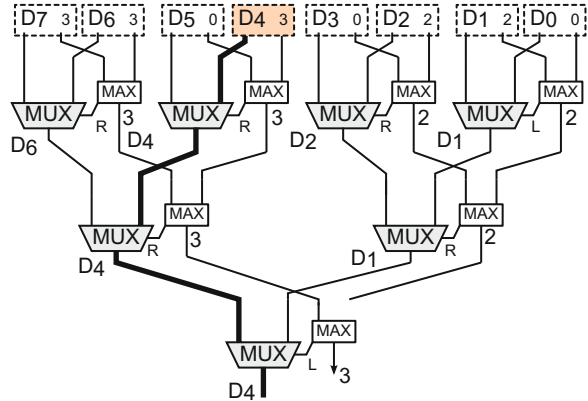 D7 3 D6 3 D5 0 D4 3 D3 0 D2 2 D1 2 D0 0
MAX MAX MAX MAX
MUX MUX MUX MUX
R 3 R 3 R 2 L 2
D6 D4 D2 D1
MAX MAX
MUX MUX
R 3 R 2
D4 D1
MAX
MUX
L 3
D4